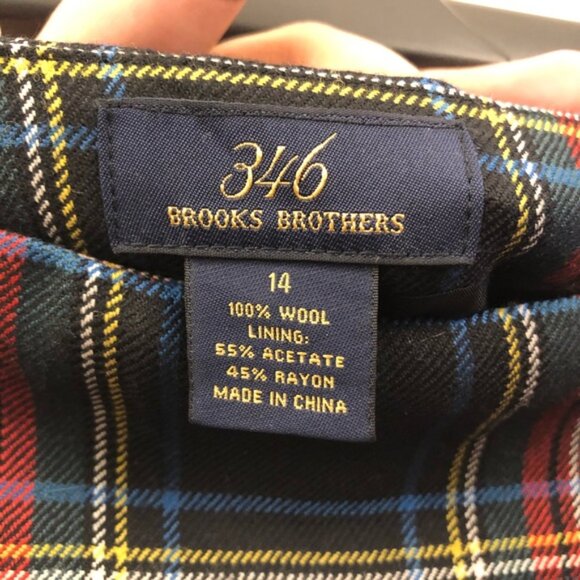 346
BROOKS BROTHERS
14
100% WOOL
LINING:
55% ACETATE
45% RAYON
MADE IN CHINA